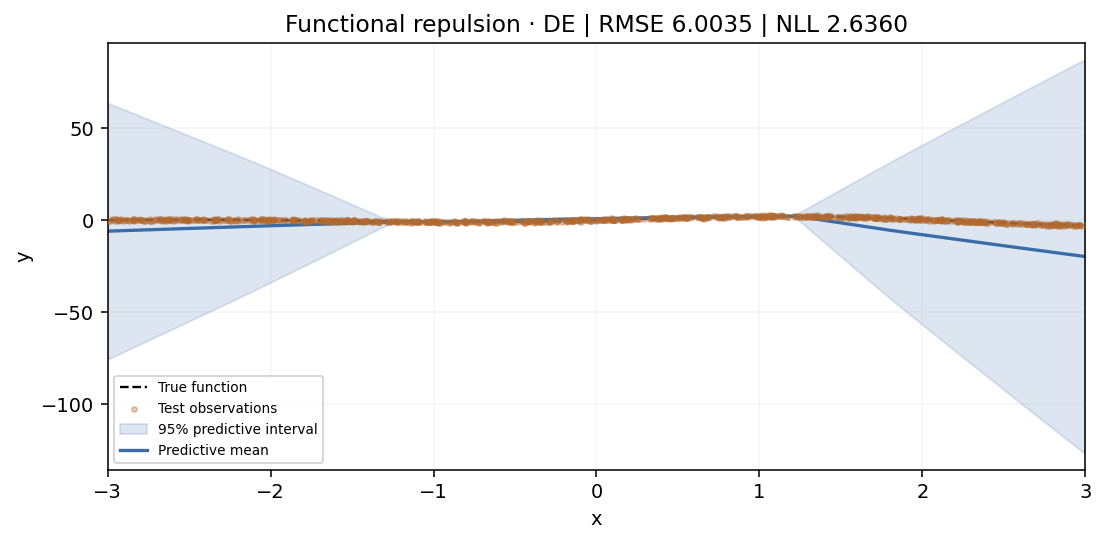 Functional repulsion · DE | RMSE 6.0035 | NLL 2.6360
y
50
0
−50
−100
True function
Test observations
95% predictive interval
Predictive mean
−3 −2 −1 0 1 2 3
x